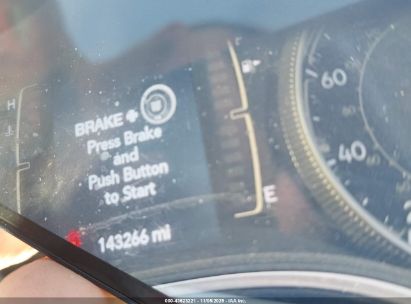 BRAKE +
Press Brake
and
Push Button
to Start
143266 mi
H
F
E
60
40